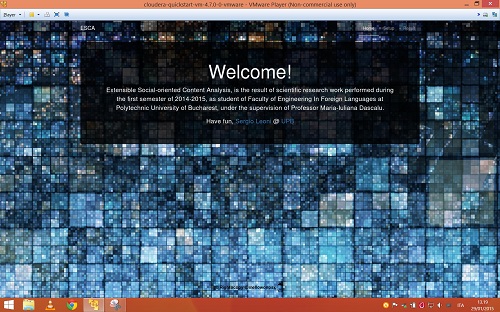 cloudera-quickstart-vm-4.7.0-0-vmware - VMware Player (Non-commercial use only)
Player
ESCA
Home
Welcome!
Extensible Social-oriented Content Analysis, is the result of scientific research work performed during
the first semester of 2014-2015, as student of Faculty of Engineering In Foreign Languages at
Polytechnic University of Bucharest, under the supervision of Professor Maria-Iuliana Dascalu.
Have fun, Sergio Leoni @ UPB
ITA
13:19
29/01/2015